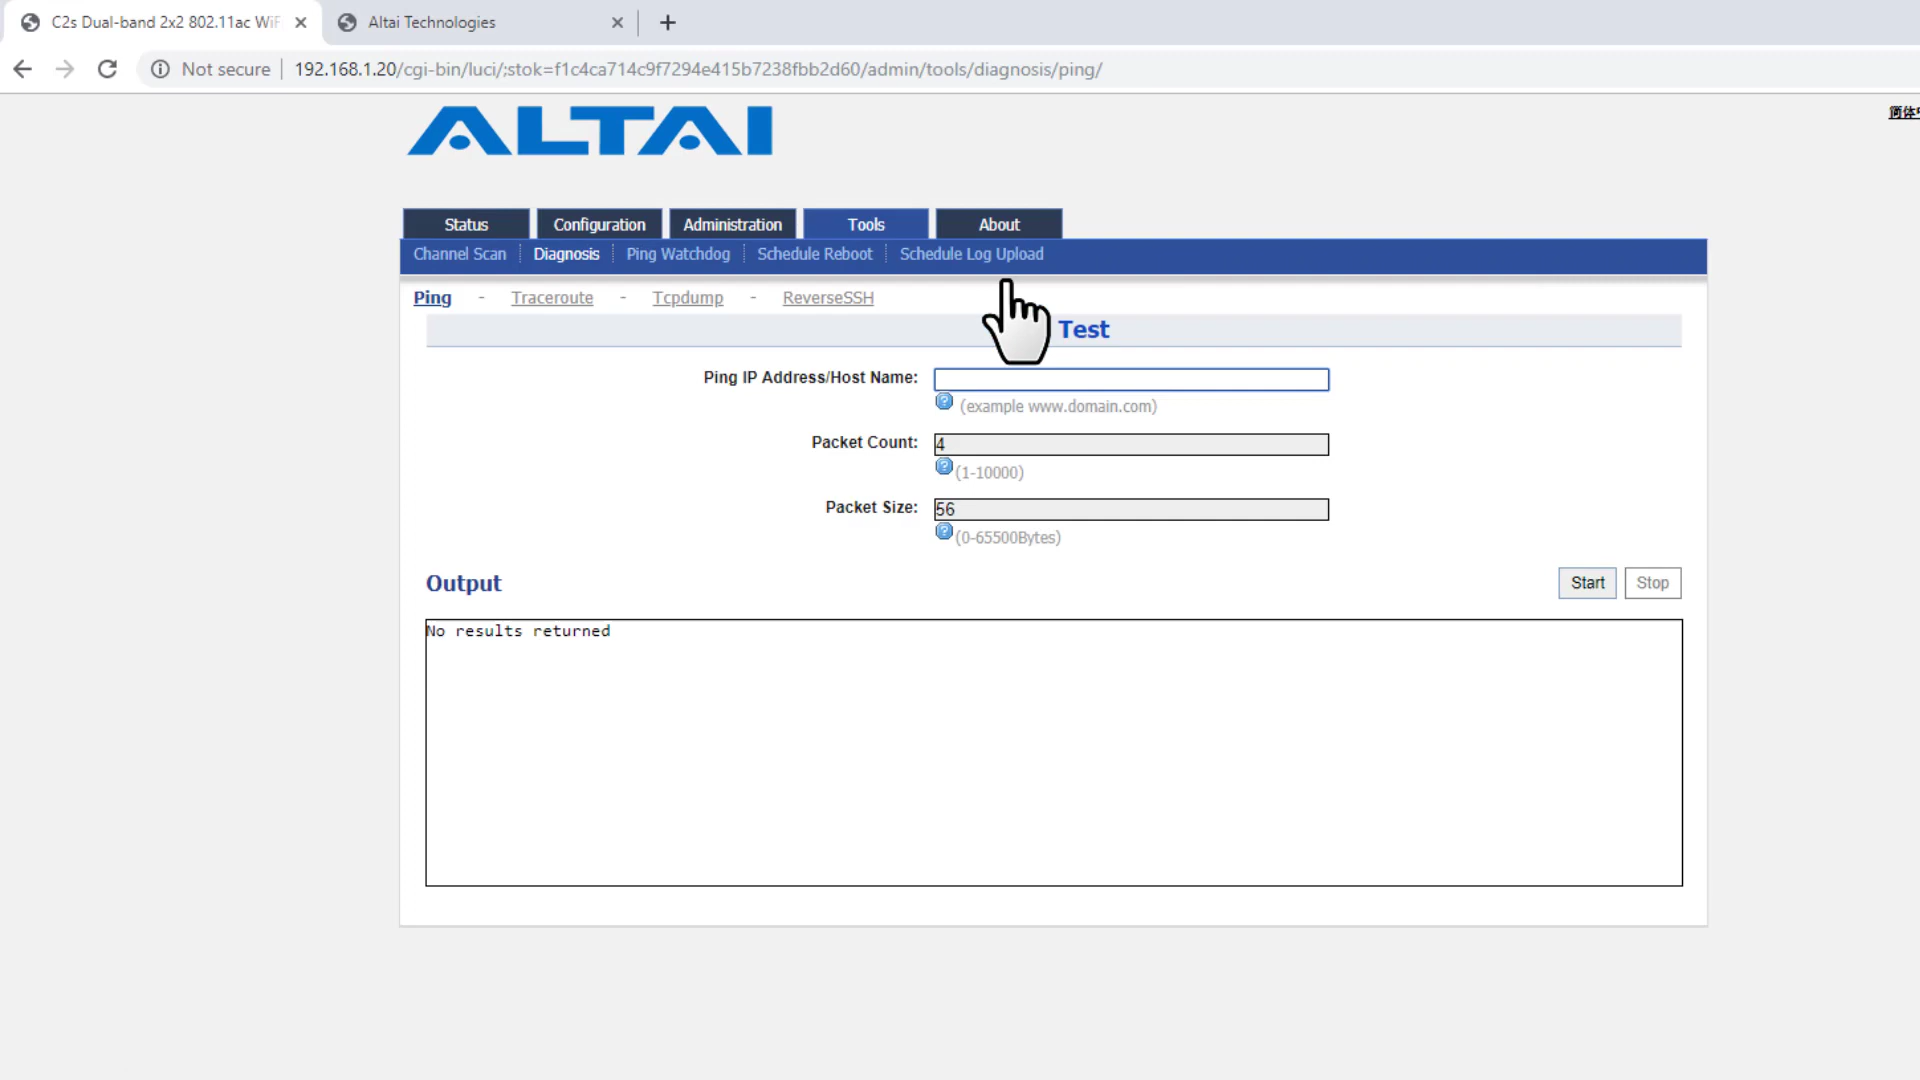 C2s Dual-band 2x2 802.11ac WiF
Altai Technologies
Not secure
192.168.1.20/cgi-bin/luci/;stok=f1c4ca714c9f7294e415b7238fbb2d60/admin/tools/diagnosis/ping/
ALTAI
简体
Status Configuration Administration Tools About
Channel Scan Diagnosis Ping Watchdog Schedule Reboot Schedule Log Upload
Ping - Traceroute - Tcpdump - ReverseSSH
Test
Ping IP Address/Host Name:
(example www.domain.com)
Packet Count: 4
(1-10000)
Packet Size: 56
(0-65500Bytes)
Output Start Stop
No results returned